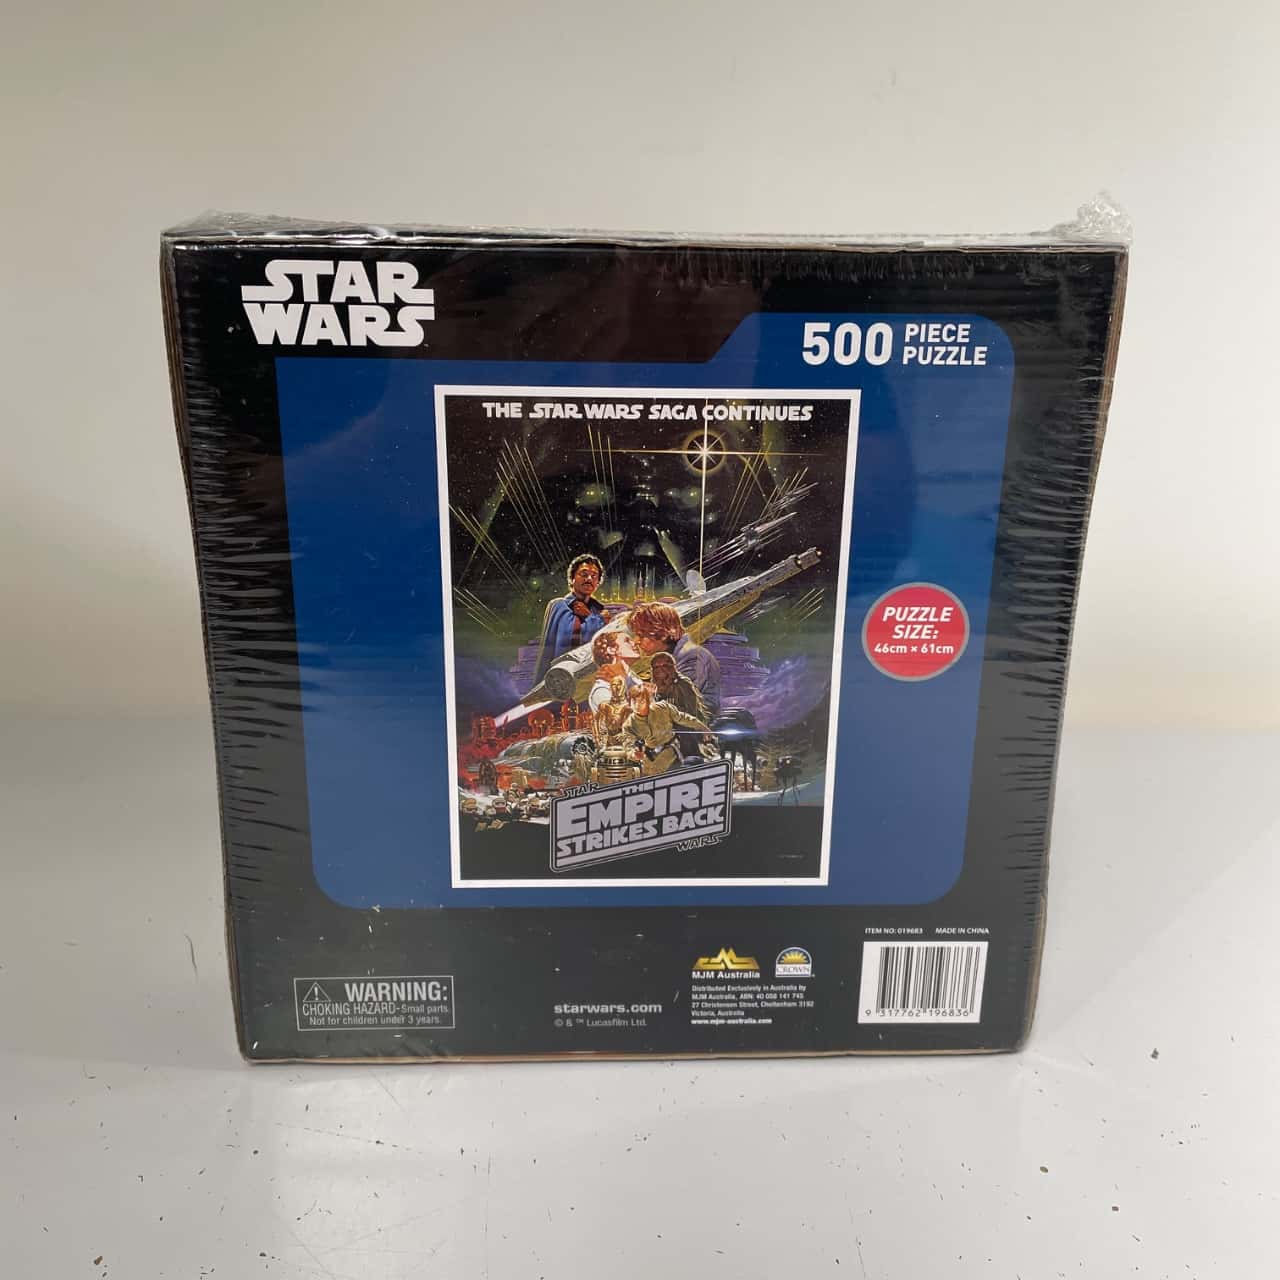 STAR
WARS
500 PIECE
PUZZLE
THE STAR WARS SAGA CONTINUES
PUZZLE
SIZE:
46cm × 61cm
STAR
THE
EMPIRE
STRIKES BACK
WARS
ITEM NO: 019683 MADE IN CHINA
WARNING:
CHOKING HAZARD-Small parts.
Not for children under 3 years.
starwars.com
© & ™ Lucasfilm Ltd.
MJM Australia
CROWN
Distributed Exclusively in Australia by
MJM Australia, ABN: 40 058 141 745
27 Christensen Street, Cheltenham 3192
Victoria, Australia
www.mjm-australia.com
9 317762 196836